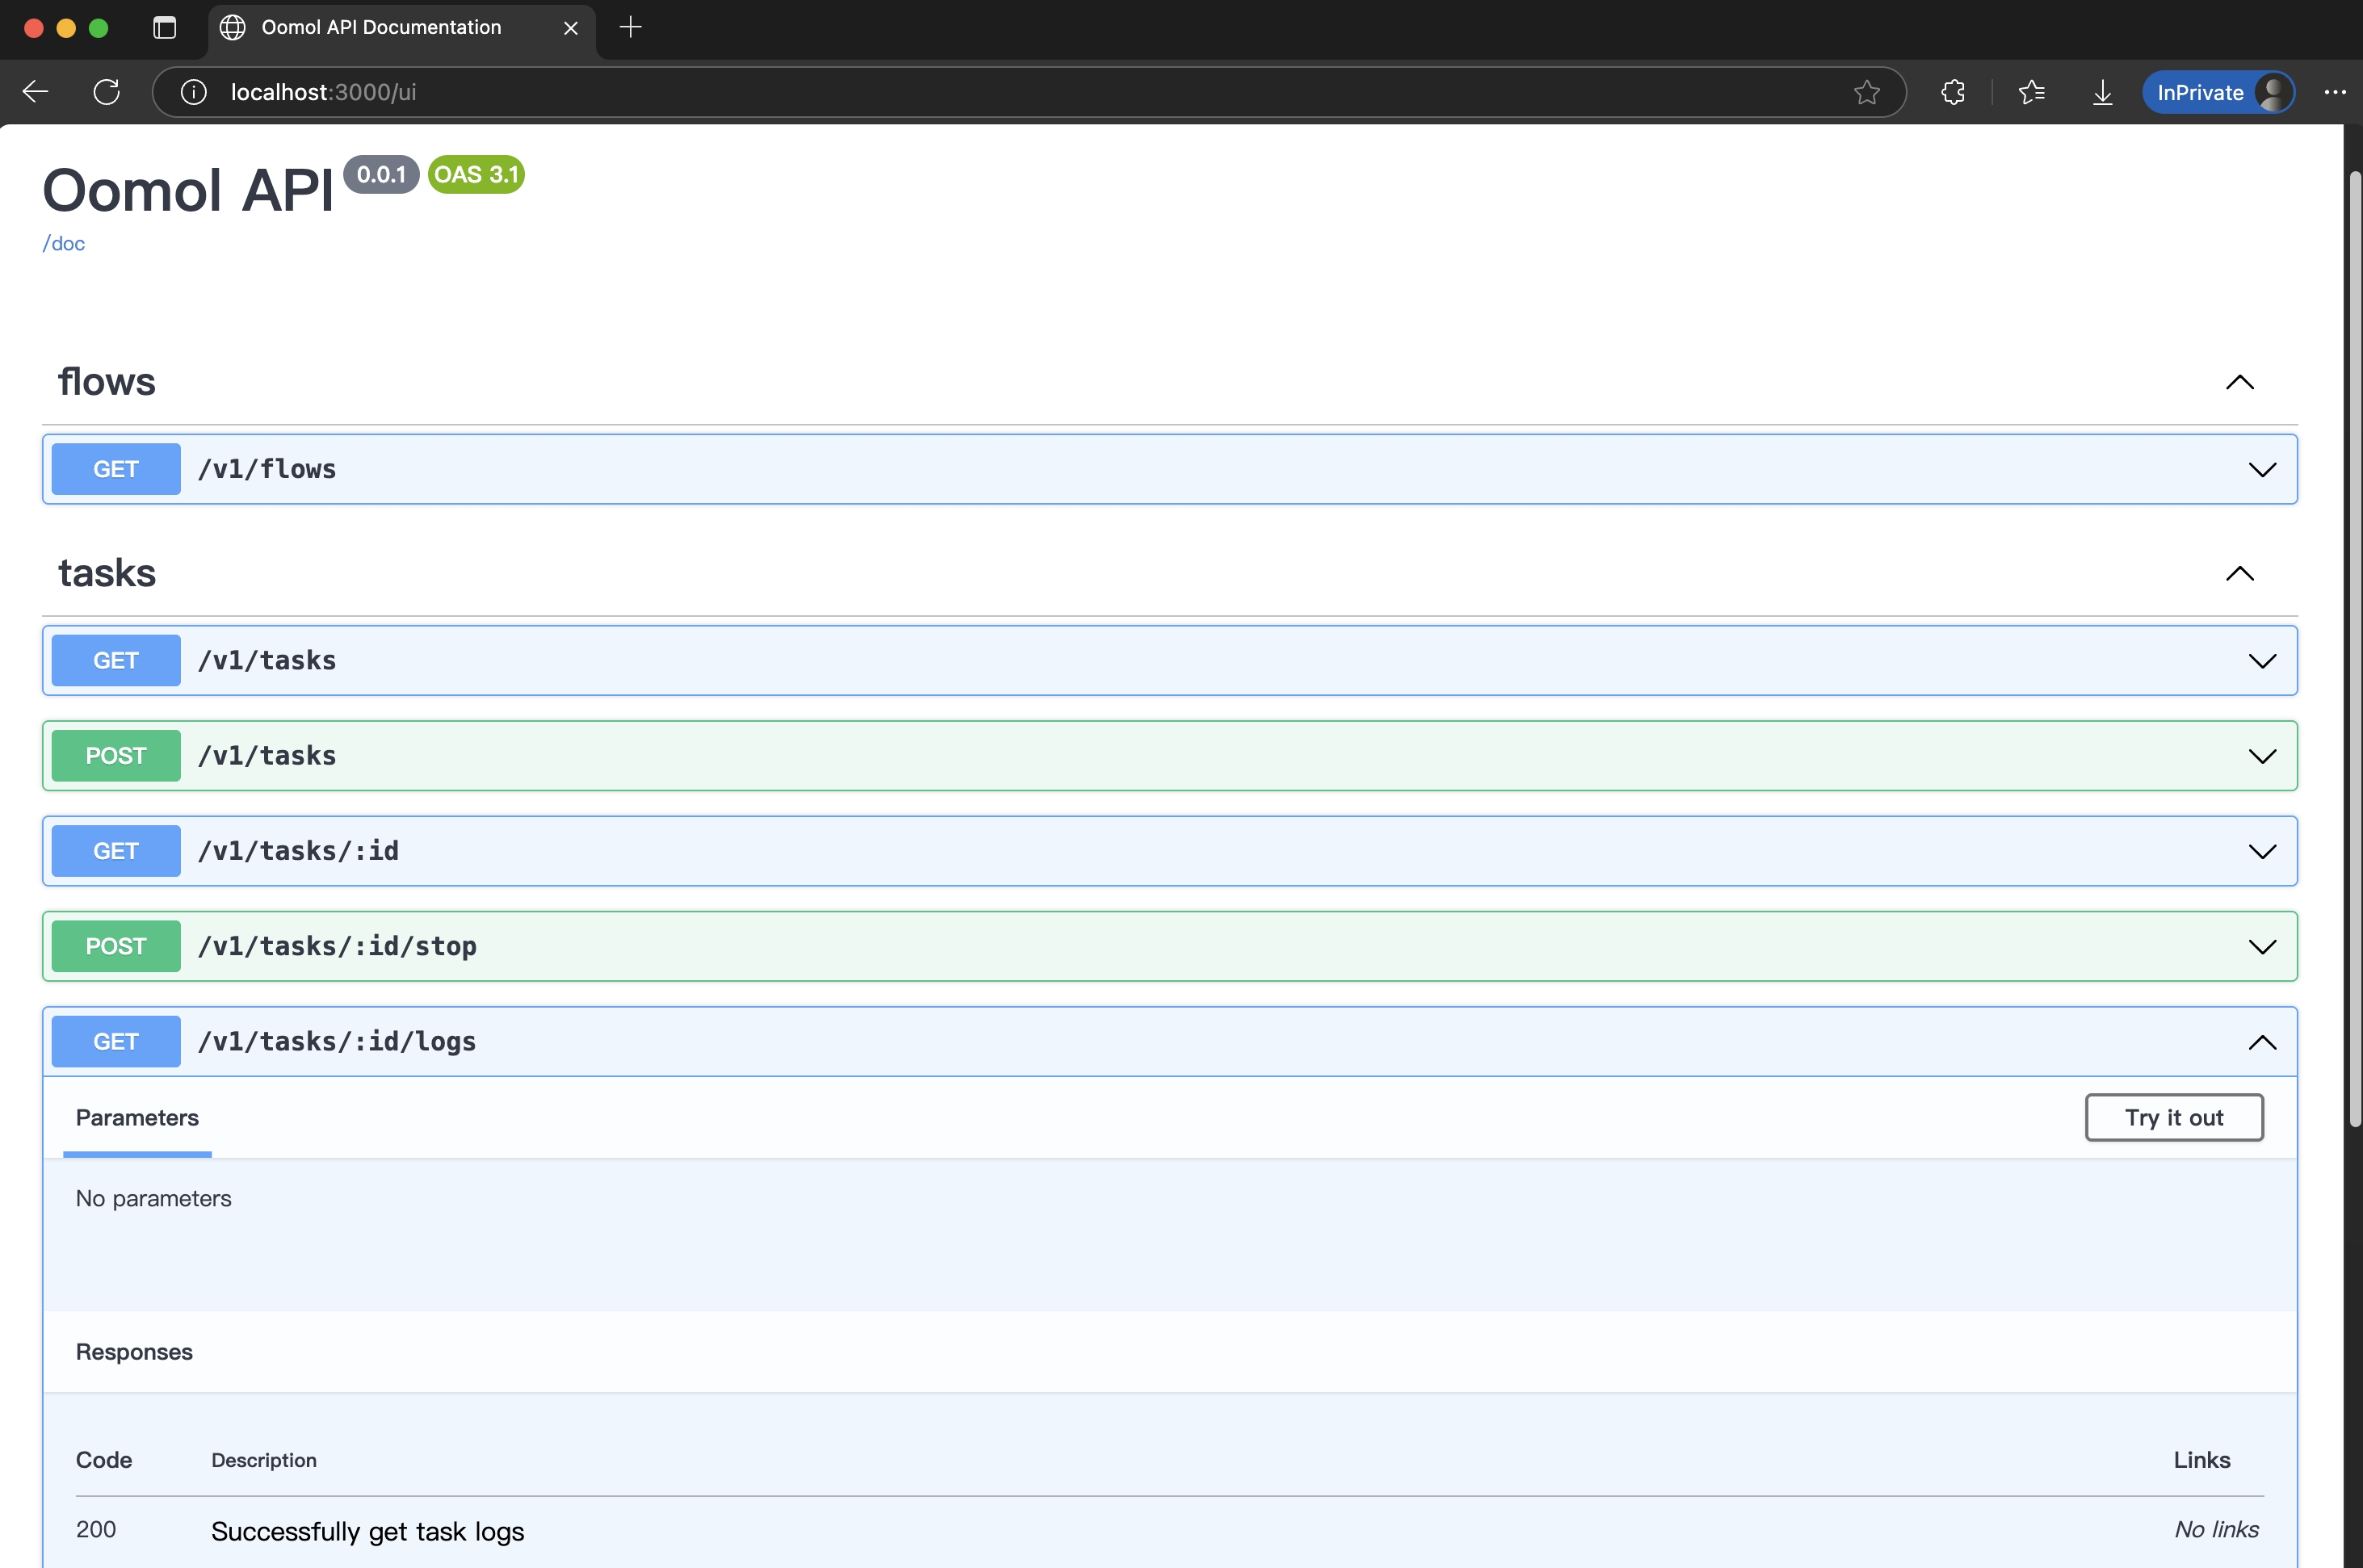 Oomol API Documentation
localhost:3000/ui
InPrivate
Oomol API 0.0.1 OAS 3.1
/doc
flows
GET /v1/flows
tasks
GET /v1/tasks
POST /v1/tasks
GET /v1/tasks/:id
POST /v1/tasks/:id/stop
GET /v1/tasks/:id/logs
Parameters
Try it out
No parameters
Responses
Code Description Links
200 Successfully get task logs No links